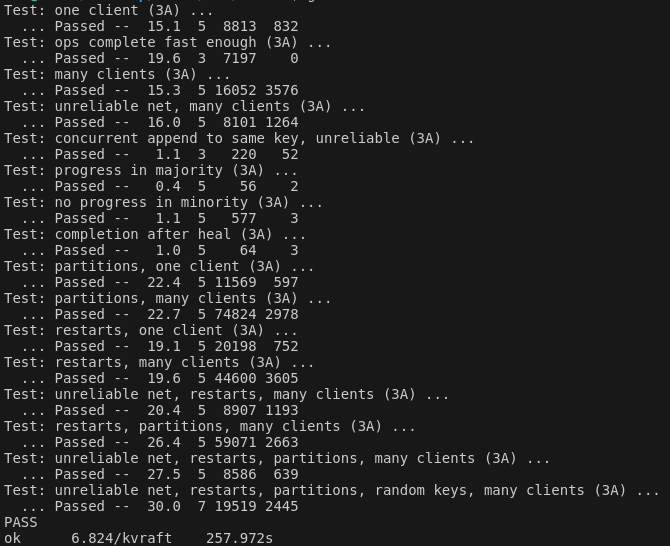 Test: one client (3A) ...
  ... Passed --  15.1  5  8813  832
Test: ops complete fast enough (3A) ...
  ... Passed --  19.6  3  7197    0
Test: many clients (3A) ...
  ... Passed --  15.3  5 16052 3576
Test: unreliable net, many clients (3A) ...
  ... Passed --  16.0  5  8101 1264
Test: concurrent append to same key, unreliable (3A) ...
  ... Passed --   1.1  3   220   52
Test: progress in majority (3A) ...
  ... Passed --   0.4  5    56    2
Test: no progress in minority (3A) ...
  ... Passed --   1.1  5   577    3
Test: completion after heal (3A) ...
  ... Passed --   1.0  5    64    3
Test: partitions, one client (3A) ...
  ... Passed --  22.4  5 11569  597
Test: partitions, many clients (3A) ...
  ... Passed --  22.7  5 74824 2978
Test: restarts, one client (3A) ...
  ... Passed --  19.1  5 20198  752
Test: restarts, many clients (3A) ...
  ... Passed --  19.6  5 44600 3605
Test: unreliable net, restarts, many clients (3A) ...
  ... Passed --  20.4  5  8907 1193
Test: restarts, partitions, many clients (3A) ...
  ... Passed --  26.4  5 59071 2663
Test: unreliable net, restarts, partitions, many clients (3A) ...
  ... Passed --  27.5  5  8586  639
Test: unreliable net, restarts, partitions, random keys, many clients (3A) ...
  ... Passed --  30.0  7 19519 2445
PASS
ok      6.824/kvraft    257.972s